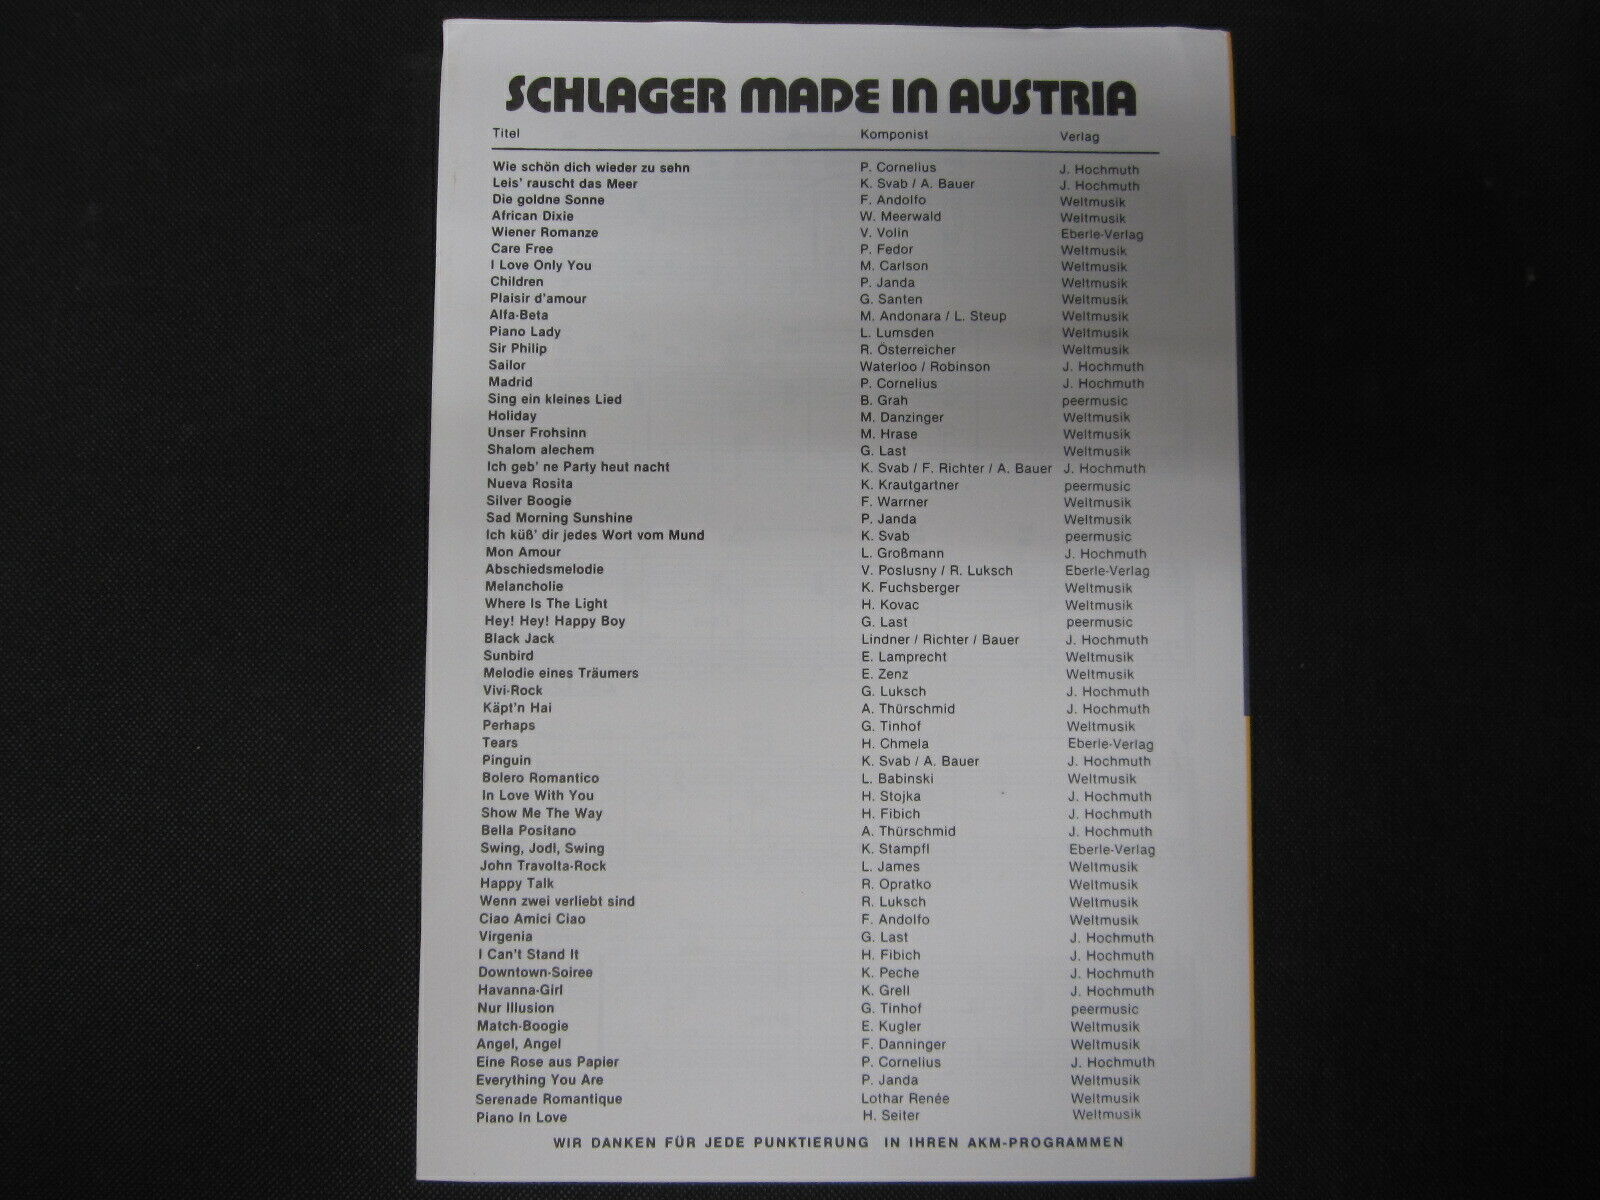 SCHLAGER MADE IN AUSTRIA
Titel Komponist Verlag
Wie schön dich wieder zu sehn P. Cornelius J. Hochmuth
Leis' rauscht das Meer K. Svab / A. Bauer J. Hochmuth
Die goldne Sonne F. Andolfo Weltmusik
African Dixie W. Meerwald Weltmusik
Wiener Romanze V. Volin Eberle-Verlag
Care Free P. Fedor Weltmusik
I Love Only You M. Carlson Weltmusik
Children P. Janda Weltmusik
Plaisir d'amour G. Santen Weltmusik
Alfa-Beta M. Andonara / L. Steup Weltmusik
Piano Lady L. Lumsden Weltmusik
Sir Philip R. Österreicher Weltmusik
Sailor Waterloo / Robinson J. Hochmuth
Madrid P. Cornelius J. Hochmuth
Sing ein kleines Lied B. Grah peermusic
Holiday M. Danzinger Weltmusik
Unser Frohsinn M. Hrase Weltmusik
Shalom alechem G. Last Weltmusik
Ich geb' ne Party heut nacht K. Svab / F. Richter / A. Bauer J. Hochmuth
Nueva Rosita K. Krautgartner peermusic
Silver Boogie F. Warrner Weltmusik
Sad Morning Sunshine P. Janda Weltmusik
Ich küß' dir jedes Wort vom Mund K. Svab peermusic
Mon Amour L. Großmann J. Hochmuth
Abschiedsmelodie V. Poslusny / R. Luksch Eberle-Verlag
Melancholie K. Fuchsberger Weltmusik
Where Is The Light H. Kovac Weltmusik
Hey! Hey! Happy Boy G. Last peermusic
Black Jack Lindner / Richter / Bauer J. Hochmuth
Sunbird E. Lamprecht Weltmusik
Melodie eines Träumers E. Zenz Weltmusik
Vivi-Rock G. Luksch J. Hochmuth
Käpt'n Hai A. Thürschmid J. Hochmuth
Perhaps G. Tinhof Weltmusik
Tears H. Chmela Eberle-Verlag
Pinguin K. Svab / A. Bauer J. Hochmuth
Bolero Romantico L. Babinski Weltmusik
In Love With You H. Stojka J. Hochmuth
Show Me The Way H. Fibich J. Hochmuth
Bella Positano A. Thürschmid J. Hochmuth
Swing, Jodl, Swing K. Stampfl Eberle-Verlag
John Travolta-Rock L. James Weltmusik
Happy Talk R. Opratko Weltmusik
Wenn zwei verliebt sind R. Luksch Weltmusik
Ciao Amici Ciao F. Andolfo Weltmusik
Virgenia G. Last J. Hochmuth
I Can't Stand It H. Fibich J. Hochmuth
Downtown-Soiree K. Peche J. Hochmuth
Havanna-Girl K. Grell J. Hochmuth
Nur Illusion G. Tinhof peermusic
Match-Boogie E. Kugler Weltmusik
Angel, Angel F. Danninger Weltmusik
Eine Rose aus Papier P. Cornelius J. Hochmuth
Everything You Are P. Janda Weltmusik
Serenade Romantique Lothar Renée Weltmusik
Piano In Love H. Seiter Weltmusik
WIR DANKEN FÜR JEDE PUNKTIERUNG IN IHREN AKM-PROGRAMMEN